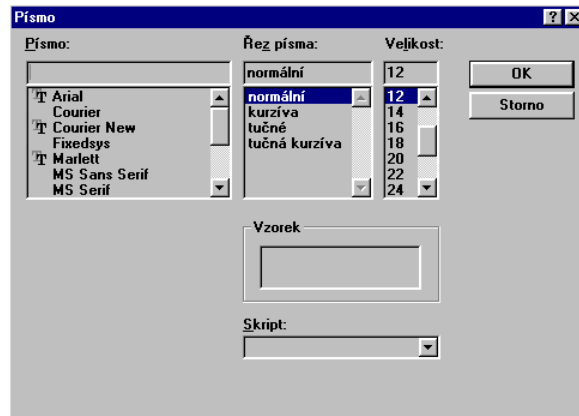 Písmo
Písmo:
Řez písma:
Velikost:
normální
12
OK
Storno
Arial
Courier
Courier New
Fixedsys
Marlett
MS Sans Serif
MS Serif
normální
kurzíva
tučné
tučná kurzíva
12
14
16
18
20
22
24
Vzorek
Skript: